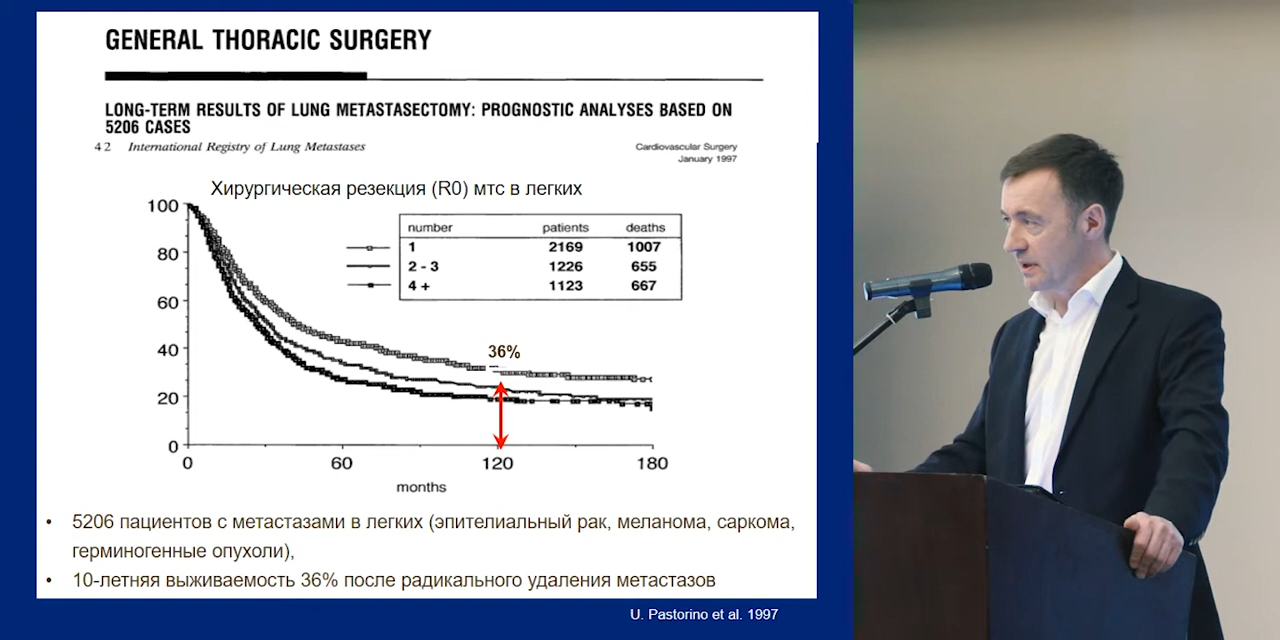 GENERAL THORACIC SURGERY
LONG-TERM RESULTS OF LUNG METASTASECTOMY: PROGNOSTIC ANALYSES BASED ON
5206 CASES
42 International Registry of Lung Metastases
Cardiovascular Surgery
January 1997
Хирургическая резекция (R0) мтс в легких
number patients deaths
1 2169 1007
2 - 3 1226 655
4 + 1123 667
100
80
60
40
20
0
36%
0 60 120 180
months
• 5206 пациентов с метастазами в легких (эпителиальный рак, меланома, саркома,
герминогенные опухоли),
• 10-летняя выживаемость 36% после радикального удаления метастазов
U. Pastorino et al. 1997